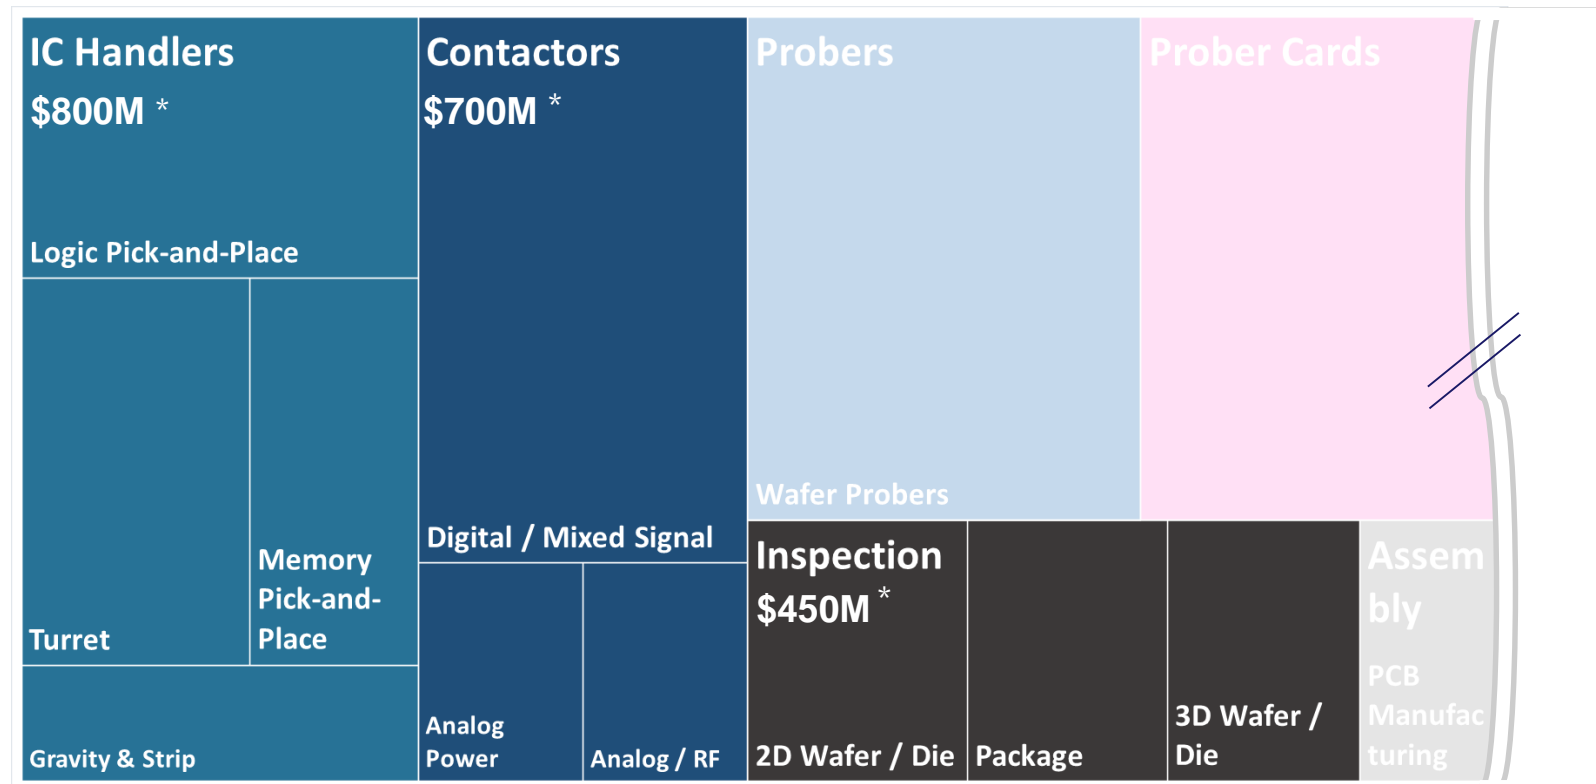 IC Handlers
$800M *
Logic Pick-and-Place
Turret
Memory
Pick-and-
Place
Gravity & Strip
Contactors
$700M *
Digital / Mixed Signal
Analog
Power
Analog / RF
Probers
Wafer Probers
Prober Cards
Inspection
$450M *
2D Wafer / Die
Package
3D Wafer /
Die
Assem
bly
PCB
Manufac
turing